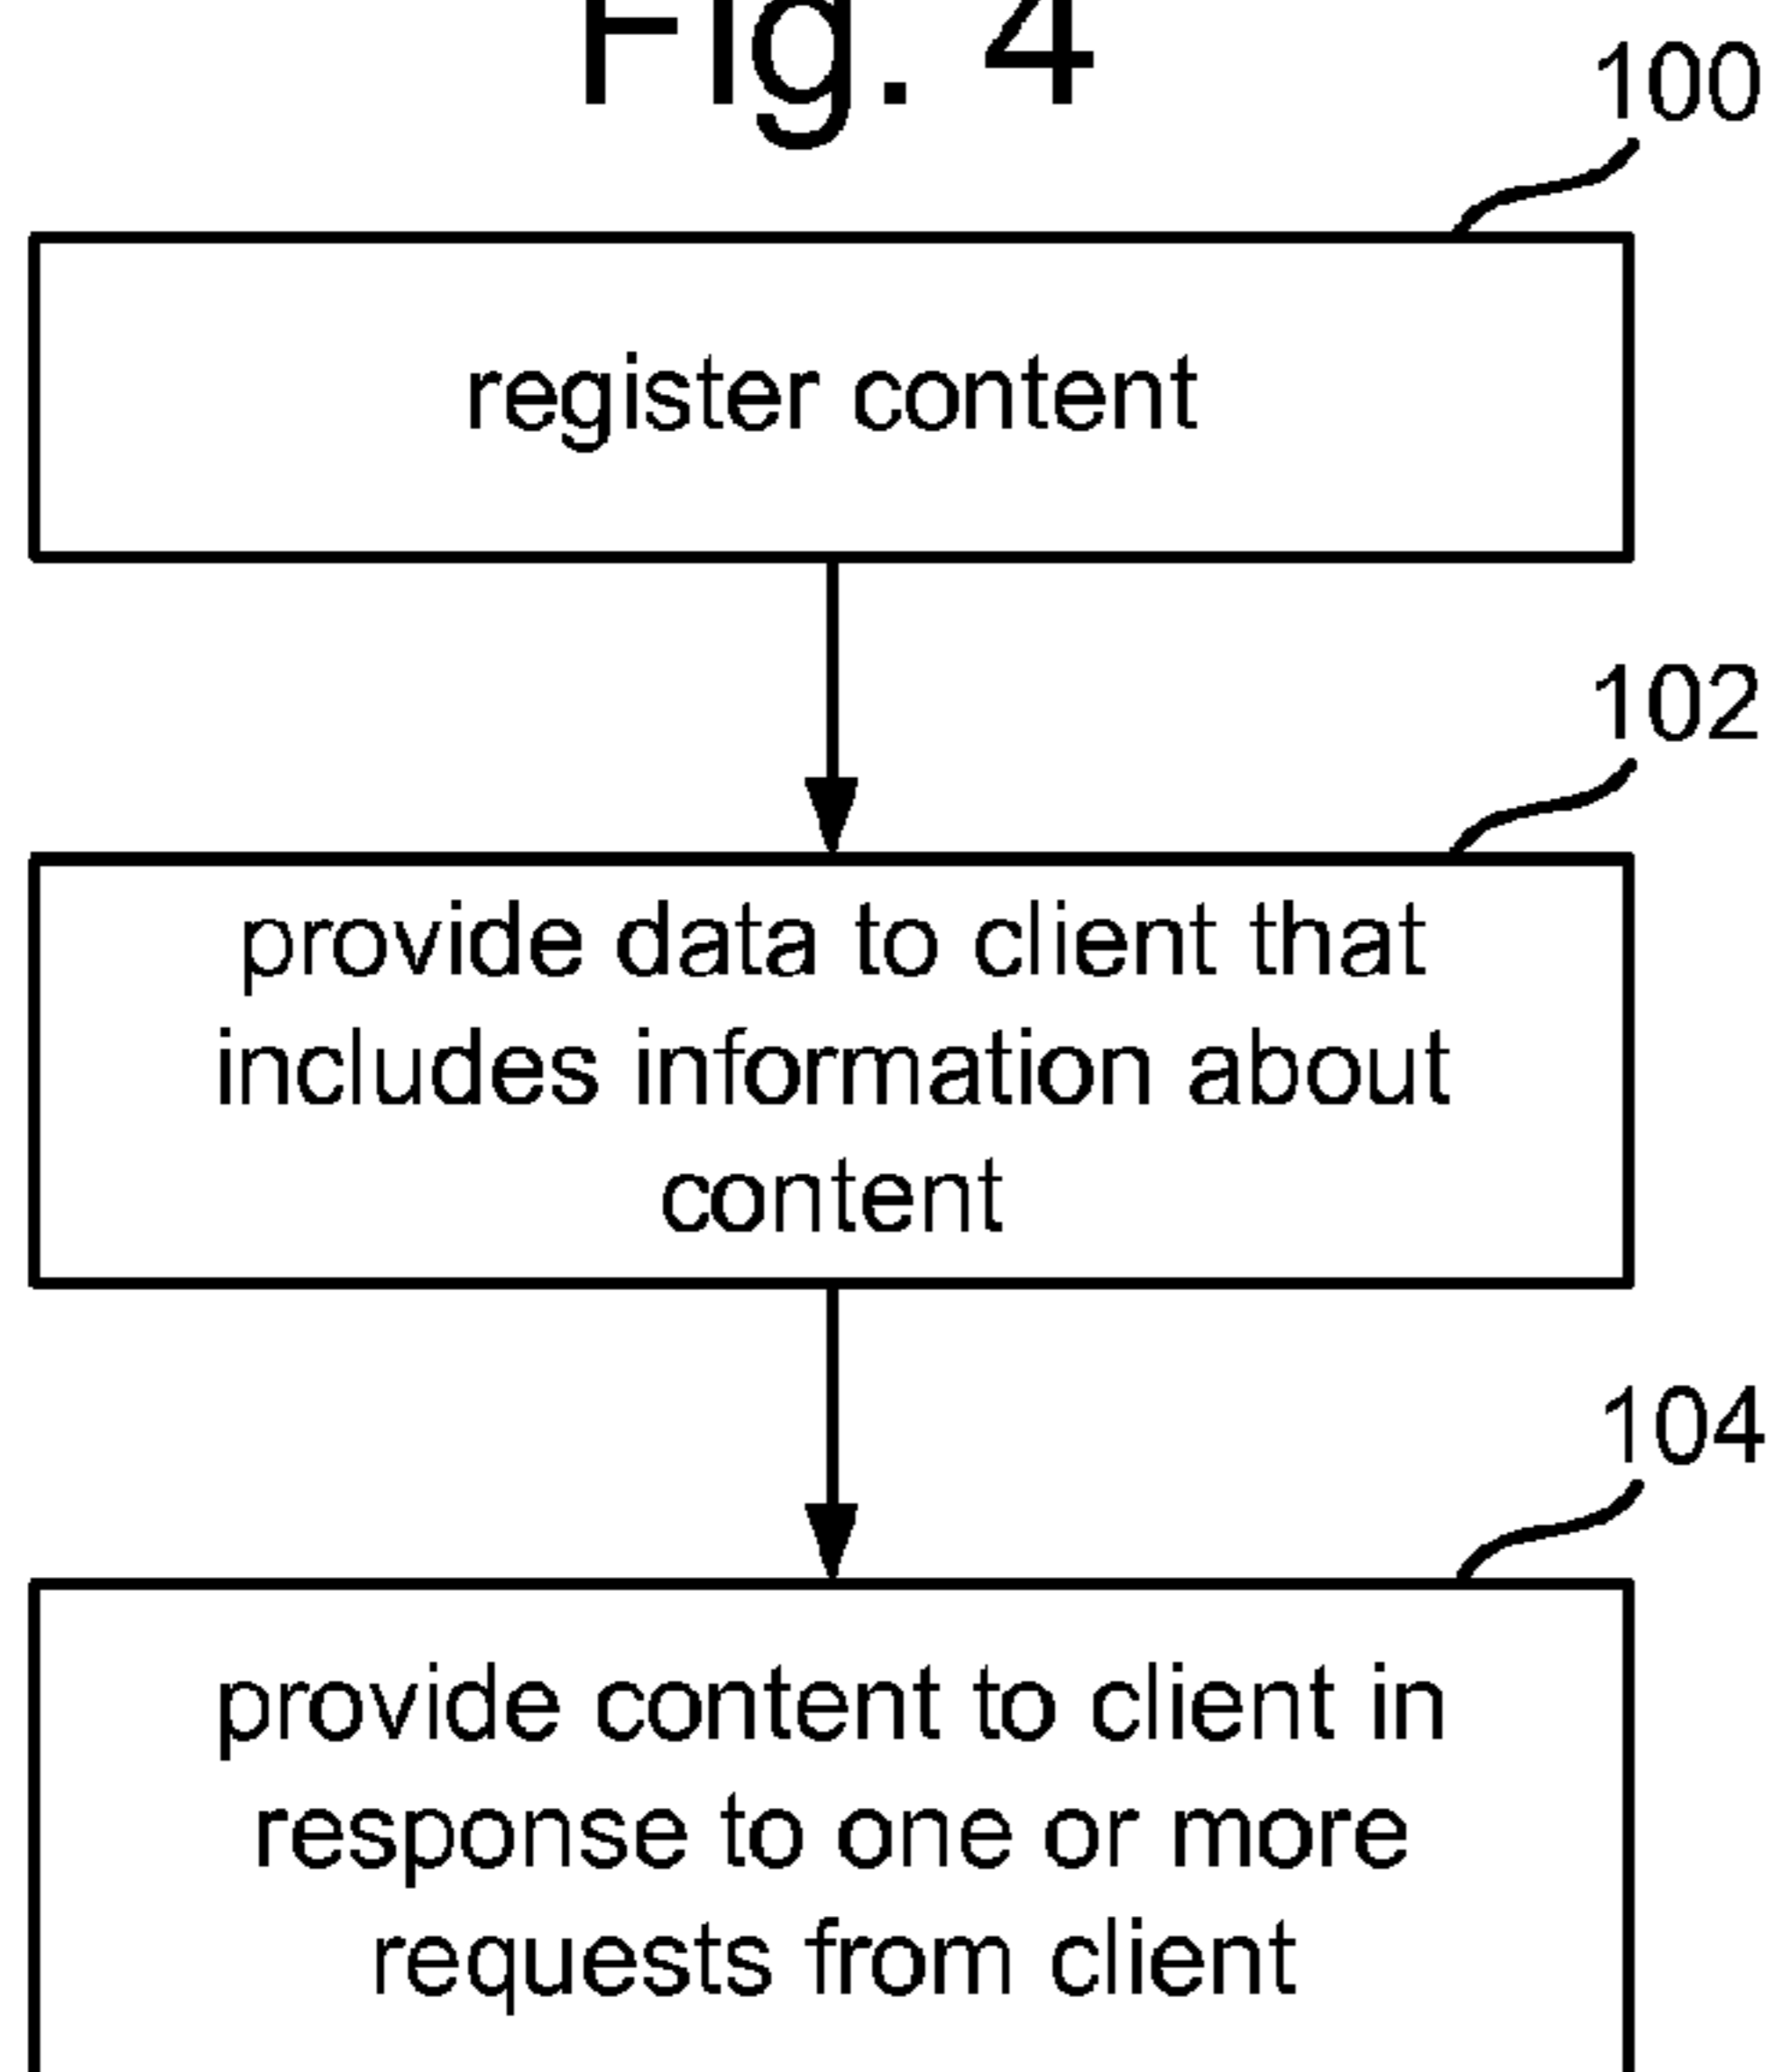 Fig. 4
100
register content
102
provide data to client that
includes information about
content
104
provide content to client in
response to one or more
requests from client